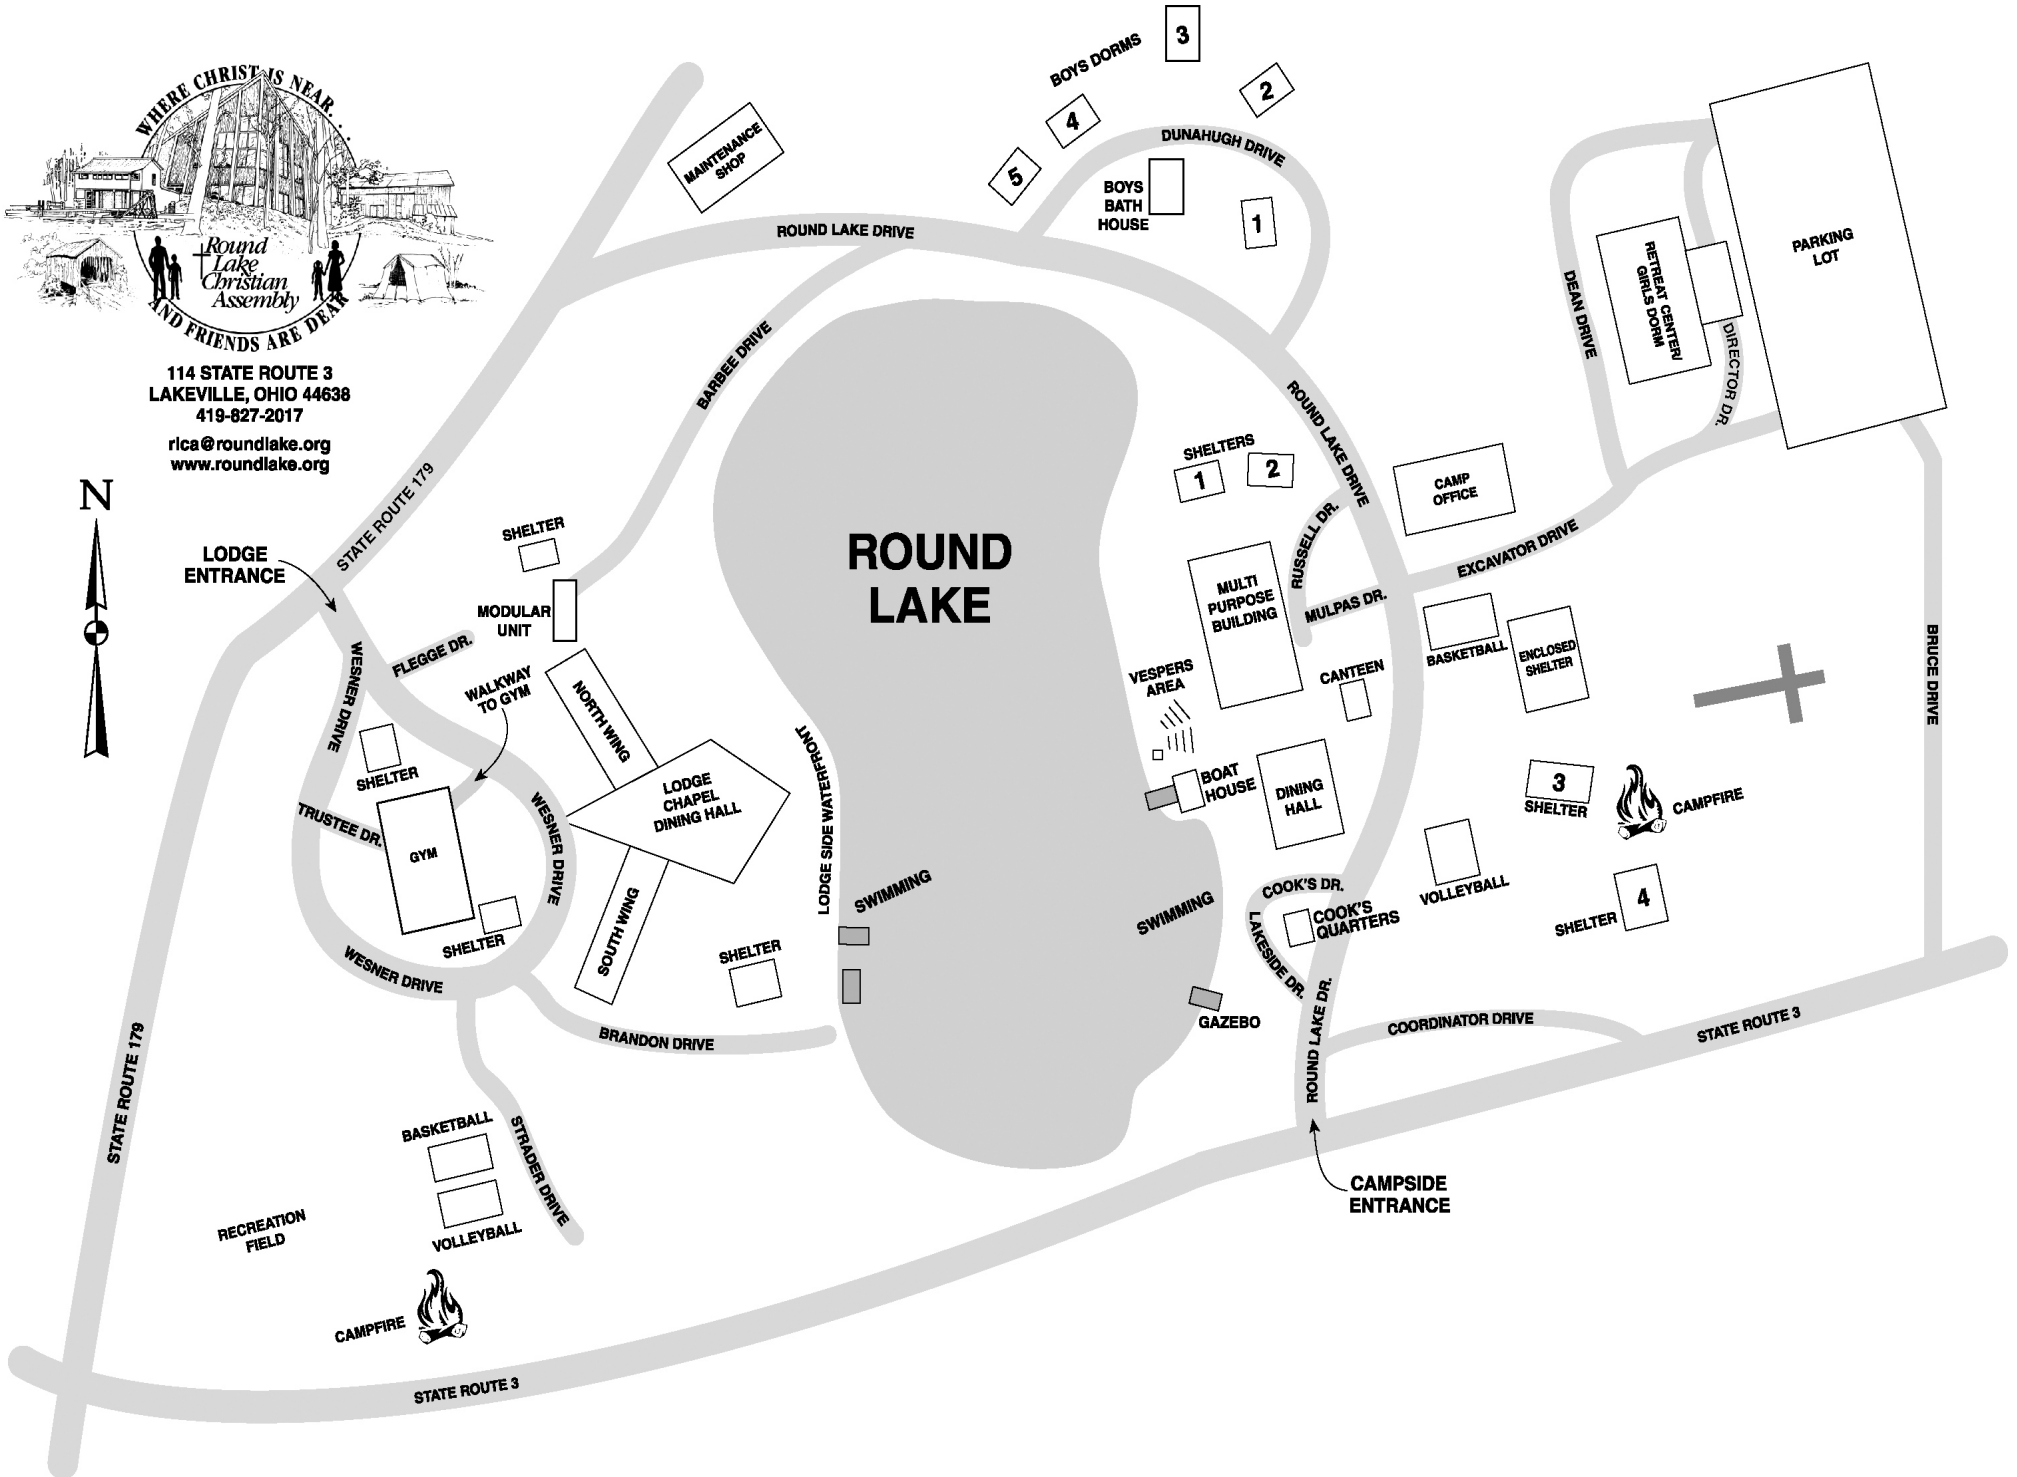 WHERE CHRIST IS NEAR. . .
Round
Lake
Christian
Assembly
AND FRIENDS ARE DEAR
114 STATE ROUTE 3
LAKEVILLE, OHIO 44638
419-827-2017
rlca@roundlake.org
www.roundlake.org
N
BOYS DORMS
3
2
4
5
1
DUNAHUGH DRIVE
BOYS
BATH
HOUSE
MAINTENANCE
SHOP
ROUND LAKE DRIVE
BARBEE DRIVE
STATE ROUTE 179
PARKING
LOT
RETREAT CENTER/
GIRLS DORM
DEAN DRIVE
DIRECTOR DR.
ROUND LAKE DRIVE
SHELTERS
1
2
CAMP
OFFICE
RUSSELL DR.
EXCAVATOR DRIVE
MULPAS DR.
MULTI
PURPOSE
BUILDING
ROUND
LAKE
LODGE
ENTRANCE
SHELTER
MODULAR
UNIT
FLEGGE DR.
WALKWAY
TO GYM
WESNER DRIVE
NORTH WING
SHELTER
TRUSTEE DR.
GYM
WESNER DRIVE
LODGE
CHAPEL
DINING HALL
SOUTH WING
SHELTER
WESNER DRIVE
SHELTER
BRANDON DRIVE
LODGE SIDE WATERFRONT
SWIMMING
SWIMMING
VESPERS
AREA
CANTEEN
BASKETBALL
ENCLOSED
SHELTER
BRUCE DRIVE
BOAT
HOUSE
DINING
HALL
3
SHELTER
CAMPFIRE
VOLLEYBALL
4
SHELTER
COOK'S DR.
COOK'S
QUARTERS
LAKESIDE DR.
GAZEBO
ROUND LAKE DR.
COORDINATOR DRIVE
STATE ROUTE 3
CAMPSIDE
ENTRANCE
STATE ROUTE 179
BASKETBALL
STRADER DRIVE
VOLLEYBALL
RECREATION
FIELD
CAMPFIRE
STATE ROUTE 3